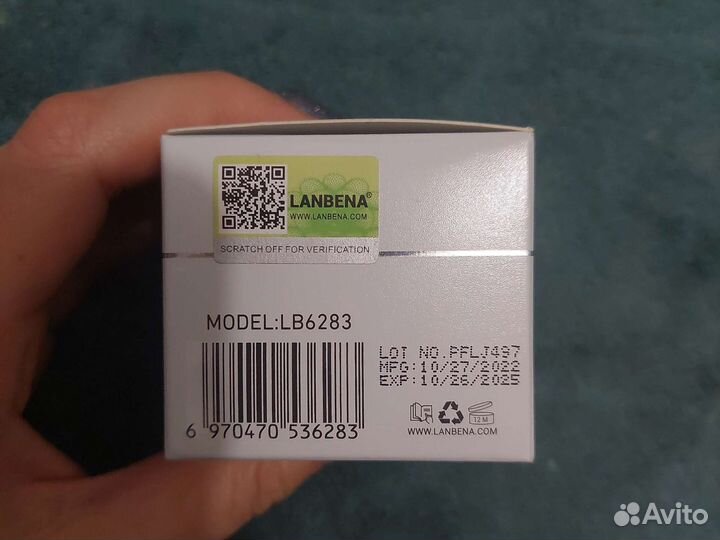 LANBENA®
WWW.LANBENA.COM
SCRATCH OFF FOR VERIFICATION
MODEL:LB6283
6 970470 536283
LOT NO.PFLJ497
MFG:10/27/2022
EXP:10/26/2025
12M
WWW.LANBENA.COM
Avito